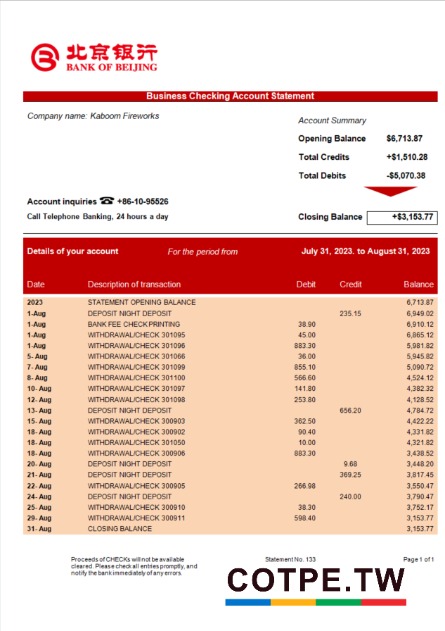 北京银行
BANK OF BEIJING
Business Checking Account Statement
Company name: Kaboom Fireworks
Account Summary
Opening Balance $6,713.87
Total Credits +$1,510.28
Total Debits -$5,070.38
Account inquiries ☎ +86-10-95526
Call Telephone Banking, 24 hours a day
Closing Balance +$3,153.77
Details of your account For the period from July 31, 2023. to August 31, 2023
Date Description of transaction Debit Credit Balance
2023 STATEMENT OPENING BALANCE 6,713.87
1-Aug DEPOSIT NIGHT DEPOSIT 235.15 6,949.02
1-Aug BANK FEE CHECK PRINTING 38.90 6,910.12
1-Aug WITHDRAWAL/CHECK 301095 45.00 6,865.12
1-Aug WITHDRAWAL/CHECK 301096 883.30 5,981.82
5- Aug WITHDRAWAL/CHECK 301066 36.00 5,945.82
7- Aug WITHDRAWAL/CHECK 301099 855.10 5,090.72
8- Aug WITHDRAWAL/CHECK 301100 566.60 4,524.12
10- Aug WITHDRAWAL/CHECK 301097 141.80 4,382.32
12- Aug WITHDRAWAL/CHECK 301098 253.80 4,128.52
13- Aug DEPOSIT NIGHT DEPOSIT 656.20 4,784.72
15- Aug WITHDRAWAL/CHECK 300903 362.50 4,422.22
18- Aug WITHDRAWAL/CHECK 300902 90.40 4,331.82
18- Aug WITHDRAWAL/CHECK 301050 10.00 4,321.82
18- Aug WITHDRAWAL/CHECK 300906 883.30 3,438.52
20- Aug DEPOSIT NIGHT DEPOSIT 9.68 3,448.20
21- Aug DEPOSIT NIGHT DEPOSIT 369.25 3,817.45
22- Aug WITHDRAWAL/CHECK 300905 266.98 3,550.47
24- Aug DEPOSIT NIGHT DEPOSIT 240.00 3,790.47
25- Aug WITHDRAWAL/CHECK 300910 38.30 3,752.17
29- Aug WITHDRAWAL/CHECK 300911 598.40 3,153.77
31- Aug CLOSING BALANCE 3,153.77
Proceeds of CHECKs will not be available
cleared. Please check all entries promptly, and
notify the bank immediately of any errors.
Statement No. 133
Page 1 of 1
COTPE.TW